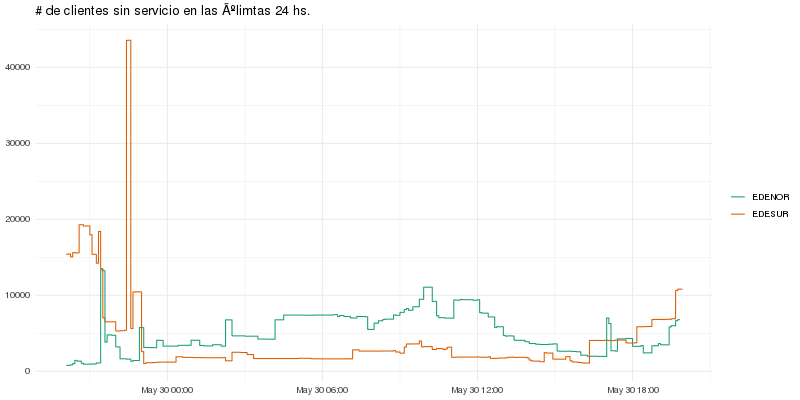 # de clientes sin servicio en las Ãºlimtas 24 hs.
40000
30000
20000
10000
0
May 30 00:00 May 30 06:00 May 30 12:00 May 30 18:00
EDENOR
EDESUR